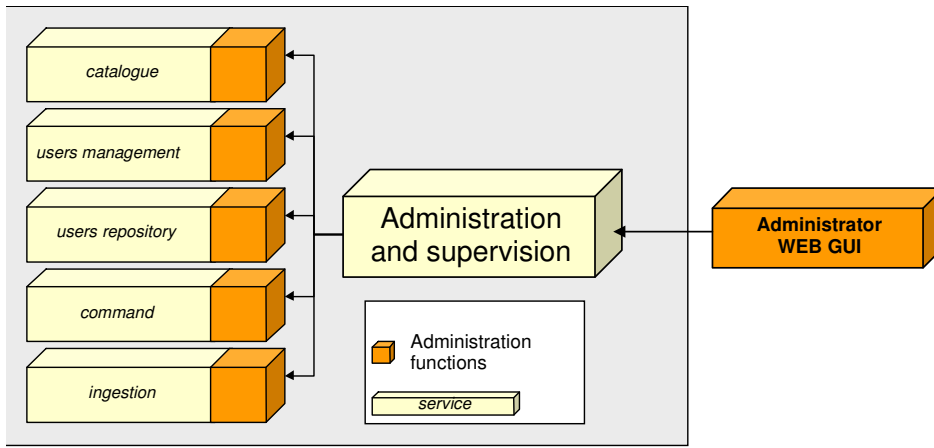 catalogue
users management
users repository
command
ingestion
Administration
and supervision
Administrator
WEB GUI
Administration
functions
service